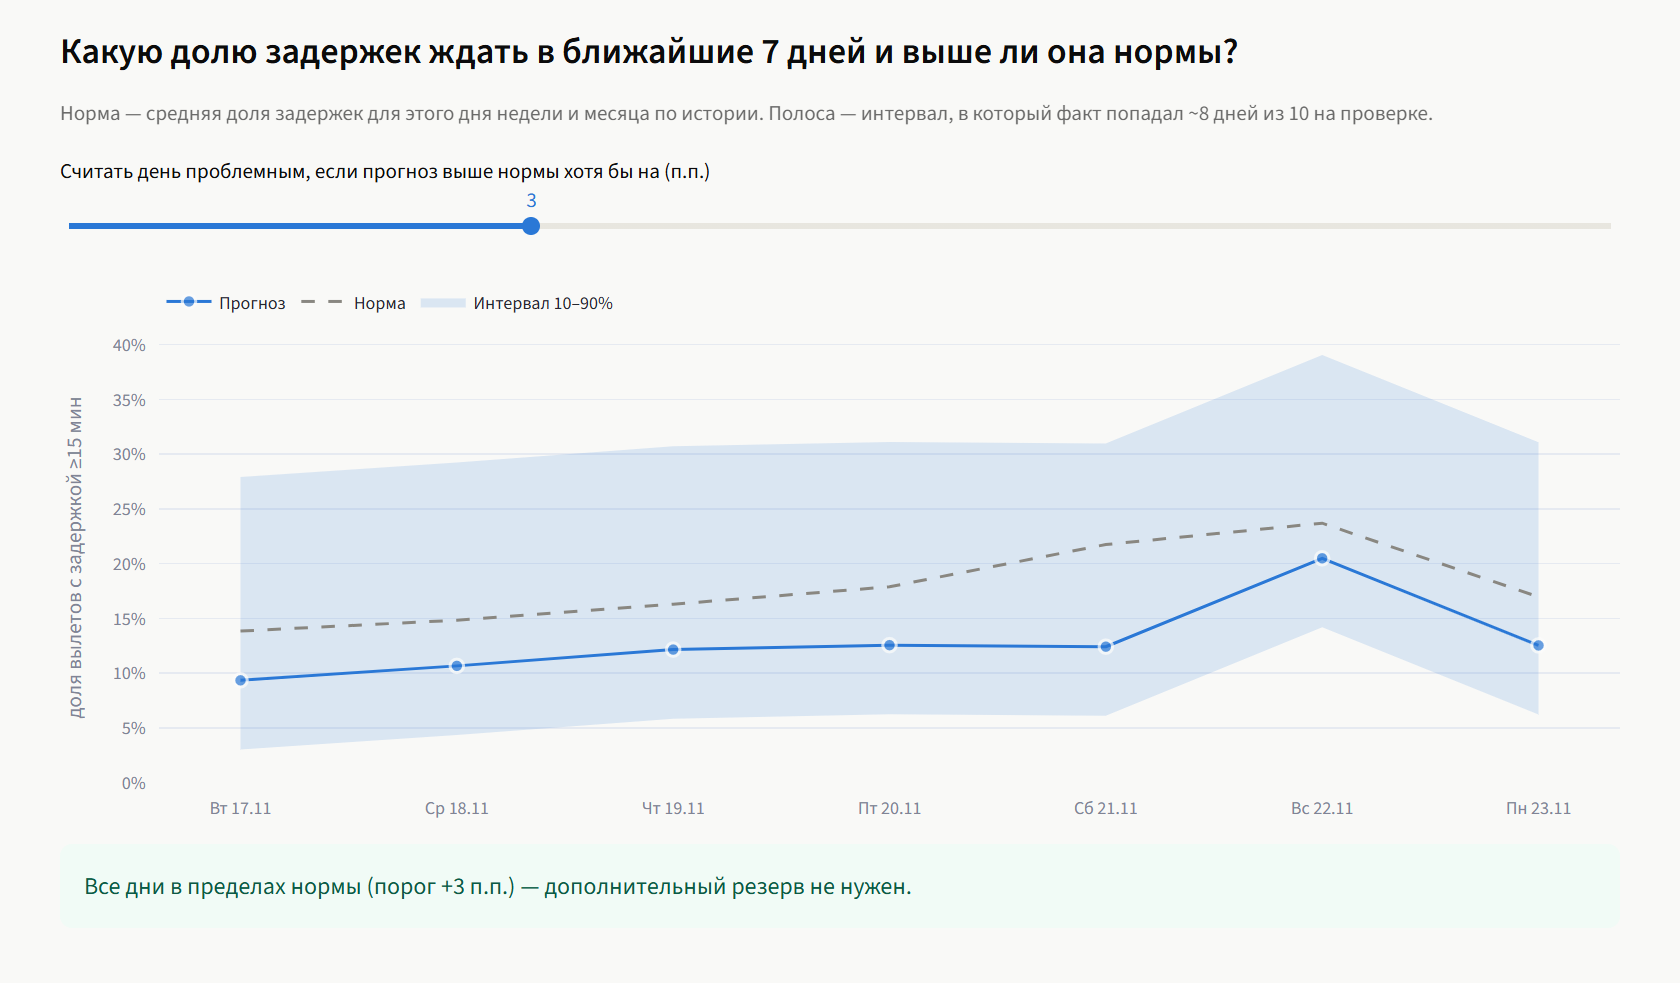 Какую долю задержек ждать в ближайшие 7 дней и выше ли она нормы?
Норма — средняя доля задержек для этого дня недели и месяца по истории. Полоса — интервал, в который факт попадал ~8 дней из 10 на проверке.
Считать день проблемным, если прогноз выше нормы хотя бы на (п.п.)
3
Прогноз Норма Интервал 10–90%
доля вылетов с задержкой ≥15 мин
40%
35%
30%
25%
20%
15%
10%
5%
0%
Вт 17.11 Ср 18.11 Чт 19.11 Пт 20.11 Сб 21.11 Вс 22.11 Пн 23.11
Все дни в пределах нормы (порог +3 п.п.) — дополнительный резерв не нужен.